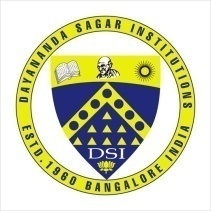 DAYANANDA SAGAR INSTITUTIONS
DSI
ESTD-1960 BANGALORE INDIA